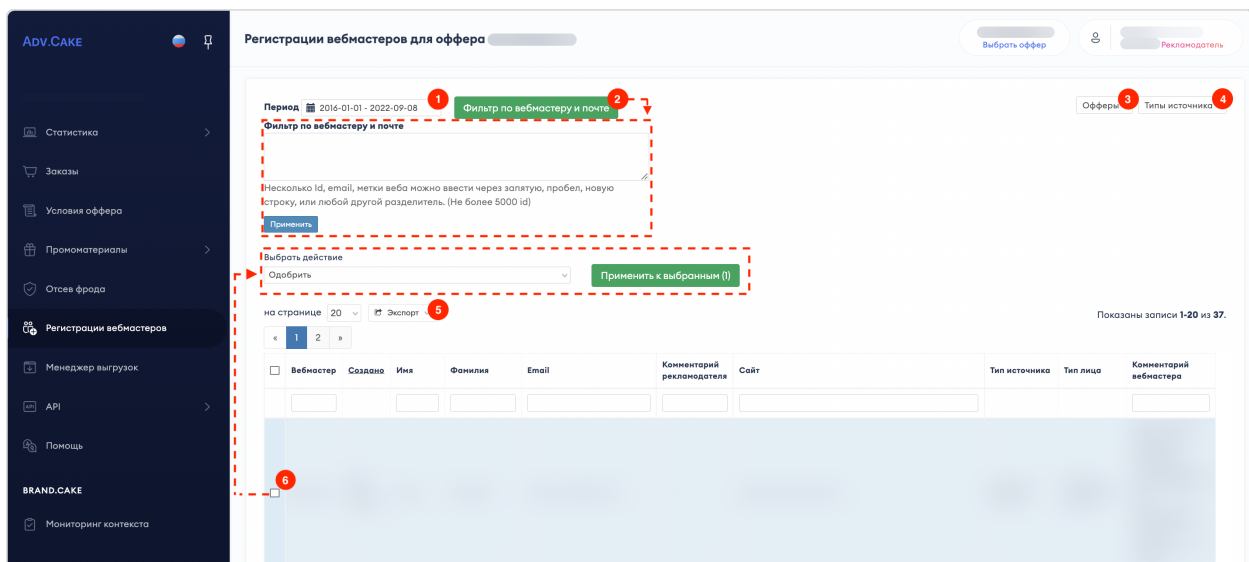 ADV.CAKE
Регистрации вебмастеров для оффера
Выбрать оффер
Рекламодатель
Статистика
Заказы
Условия оффера
Промоматериалы
Отсев фрода
Регистрации вебмастеров
Менеджер выгрузок
API
API
Помощь
BRAND.CAKE
Мониторинг контекста
Период 2016-01-01 - 2022-09-08 1 Фильтр по вебмастеру и почте 2
Офферы 3 Типы источника 4
Фильтр по вебмастеру и почте
Несколько Id, email, метки веба можно ввести через запятую, пробел, новую
строку, или любой другой разделитель. (Не более 5000 id)
Применить
Выбрать действие
Одобрить
Применить к выбранным (1)
на странице 20 Экспорт 5
Показаны записи 1-20 из 37.
« 1 2 »
Вебмастер Создано Имя Фамилия Email Комментарий рекламодателя Сайт Тип источника Тип лица Комментарий вебмастера
6